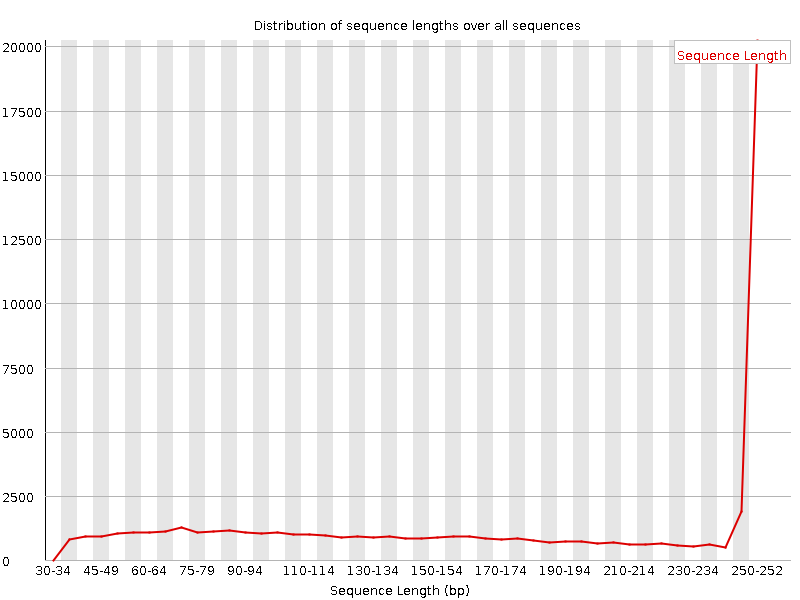 Distribution of sequence lengths over all sequences
Sequence Length
20000
17500
15000
12500
10000
7500
5000
2500
0
30-34 45-49 60-64 75-79 90-94 110-114 130-134 150-154 170-174 190-194 210-214 230-234 250-252
Sequence Length (bp)